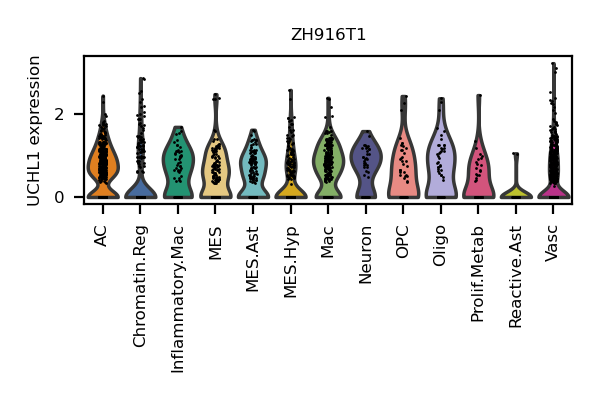 ZH916T1
UCHL1 expression
2
0
AC
Chromatin.Reg
Inflammatory.Mac
MES
MES.Ast
MES.Hyp
Mac
Neuron
OPC
Oligo
Prolif.Metab
Reactive.Ast
Vasc